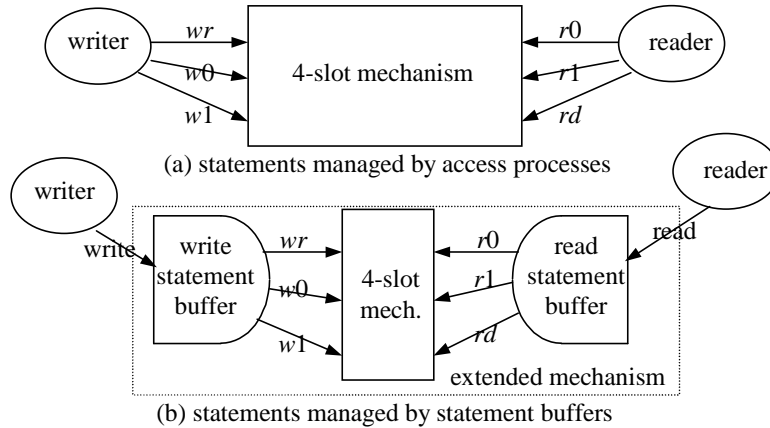 writer wr r0 reader
w0 4-slot mechanism r1
w1 rd
(a) statements managed by access processes
writer reader
write read
write statement buffer wr r0 read statement buffer
w0 4-slot mech. r1
w1 rd
extended mechanism
(b) statements managed by statement buffers